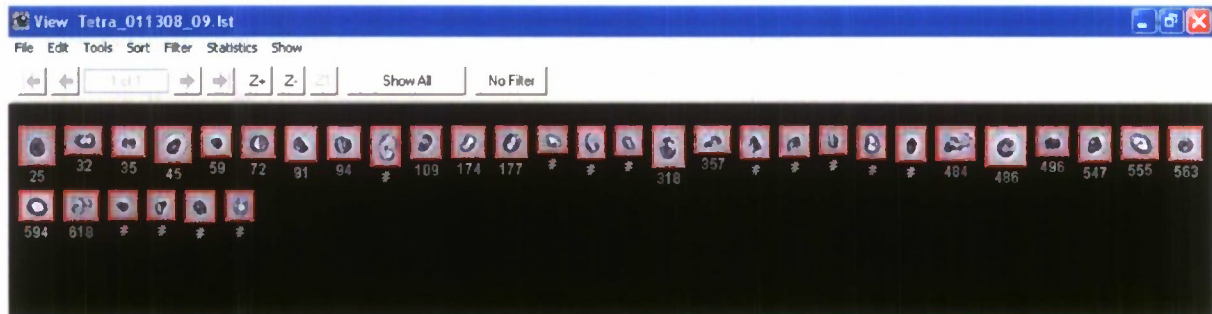 View Tetra_011308_09.lst
File Edit Tools Sort Filter Statistics Show
1 of 1 Z+ Z- Z1 Show All No Filter
25 32 35 45 59 72 91 94 # 109 174 177 # # # 318 357 # # # # # 484 486 496 547 555 563
594 618 # # # #